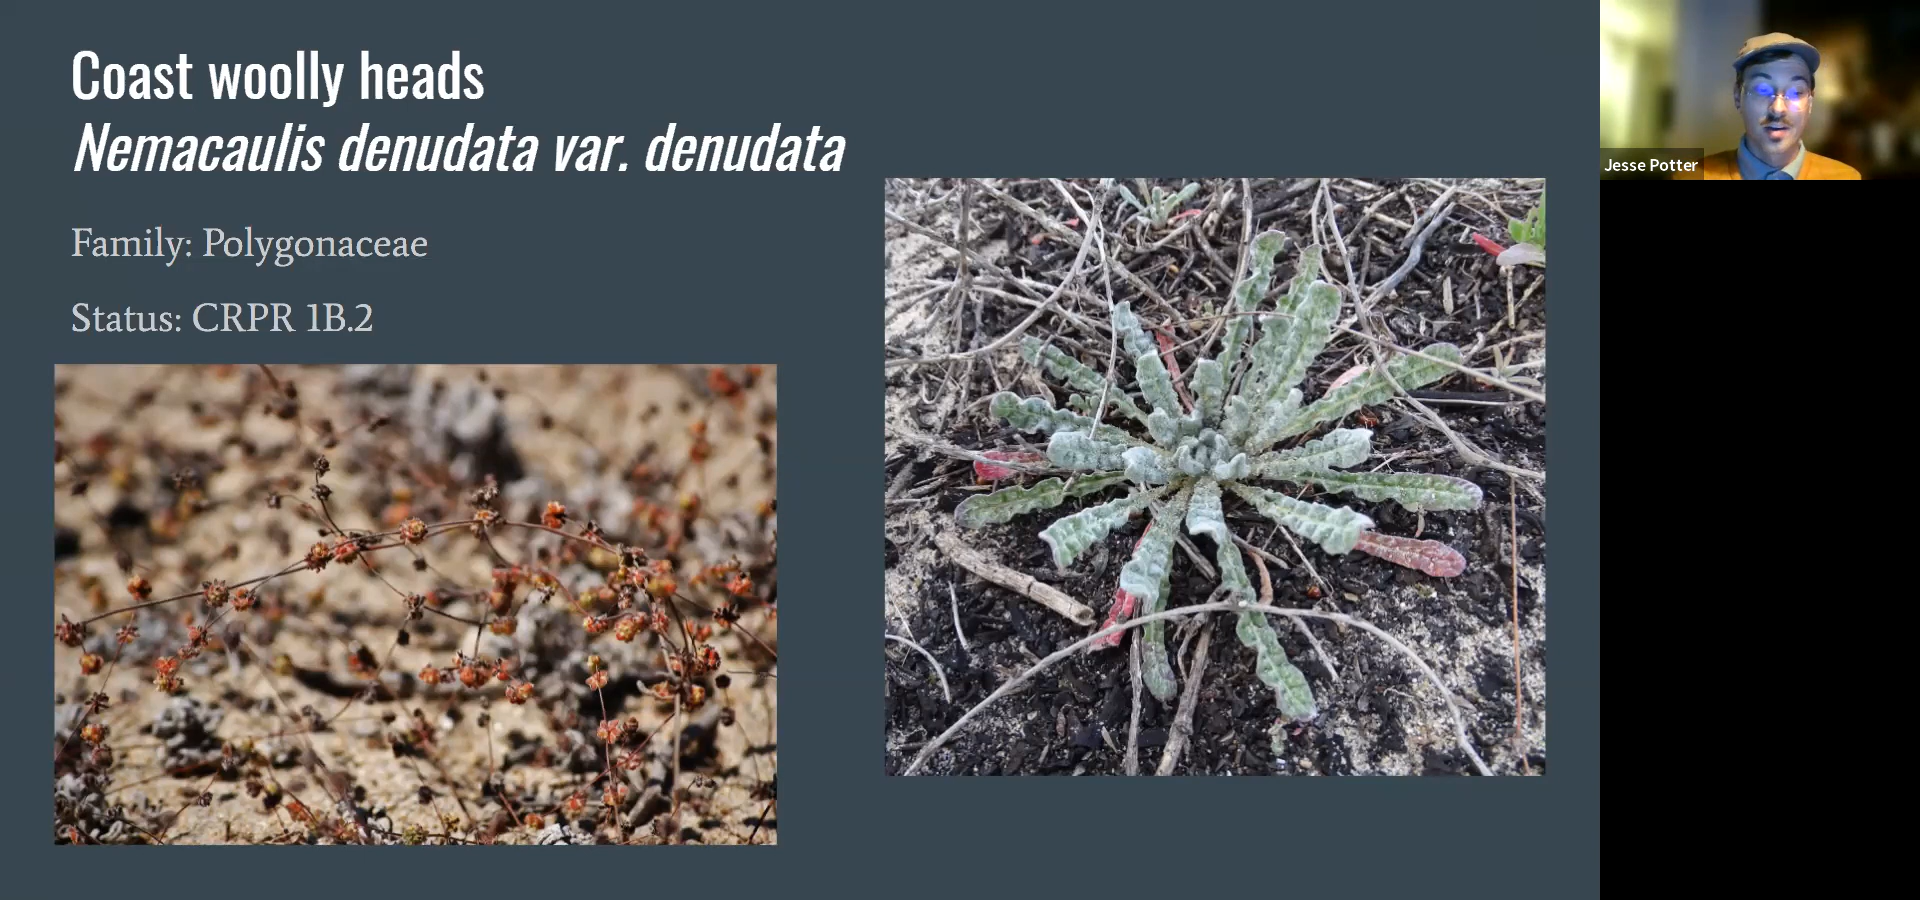 Coast woolly heads
Nemacaulis denudata var. denudata
Family: Polygonaceae
Status: CRPR 1B.2
Jesse Potter